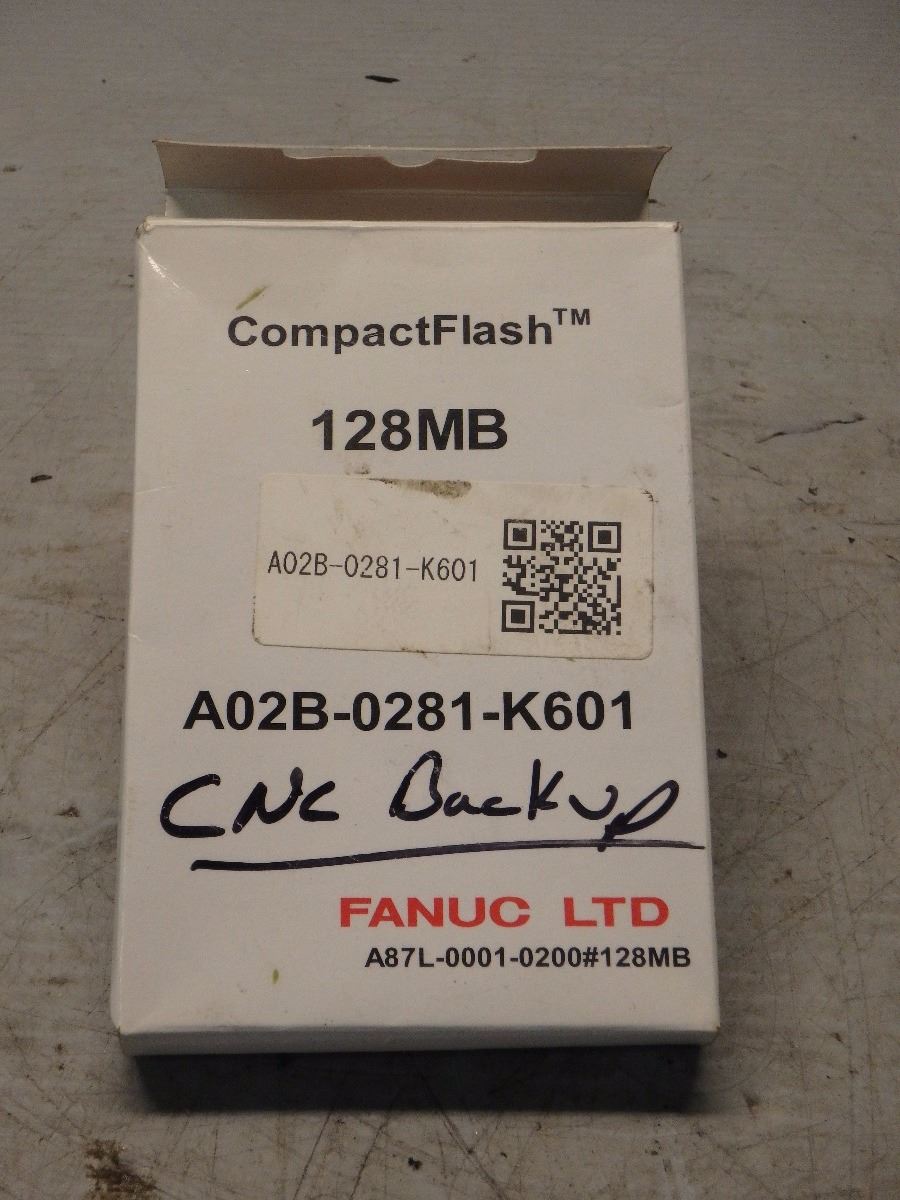 CompactFlash™
128MB
A02B-0281-K601
A02B-0281-K601
CNC Backup
FANUC LTD
A87L-0001-0200#128MB